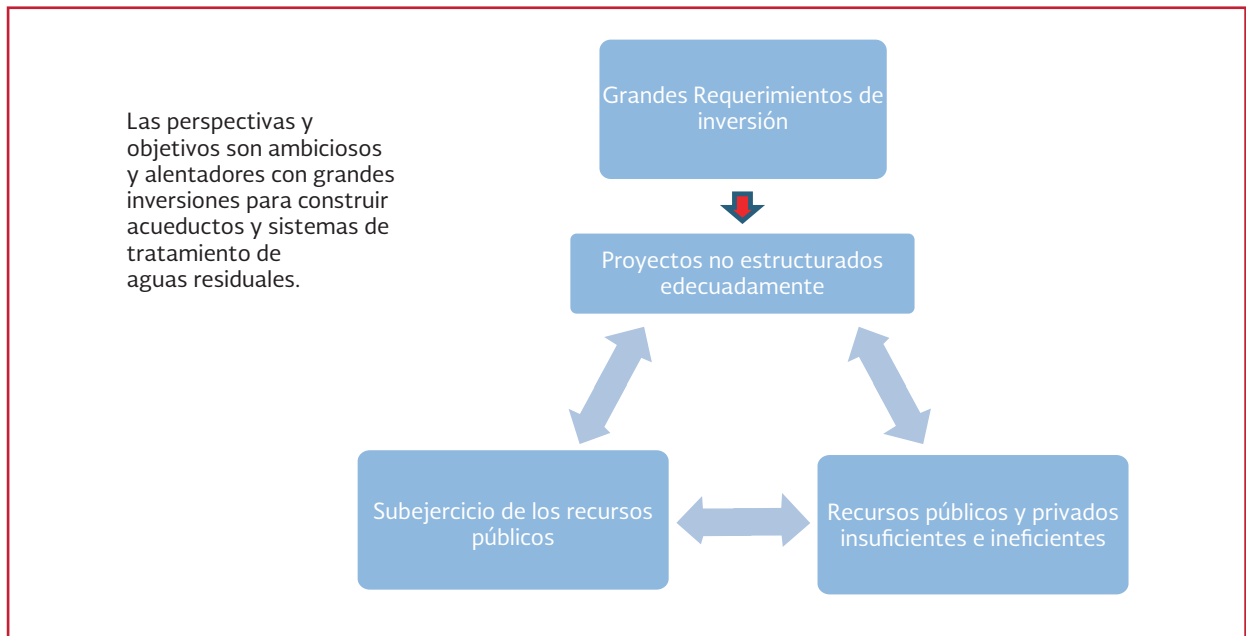 Las perspectivas y
objetivos son ambiciosos
y alentadores con grandes
inversiones para construir
acueductos y sistemas de
tratamiento de
aguas residuales.
Grandes Requerimientos de
inversión
Proyectos no estructurados
edecuadamente
Subejercicio de los recursos
públicos
Recursos públicos y privados
insuficientes e ineficientes